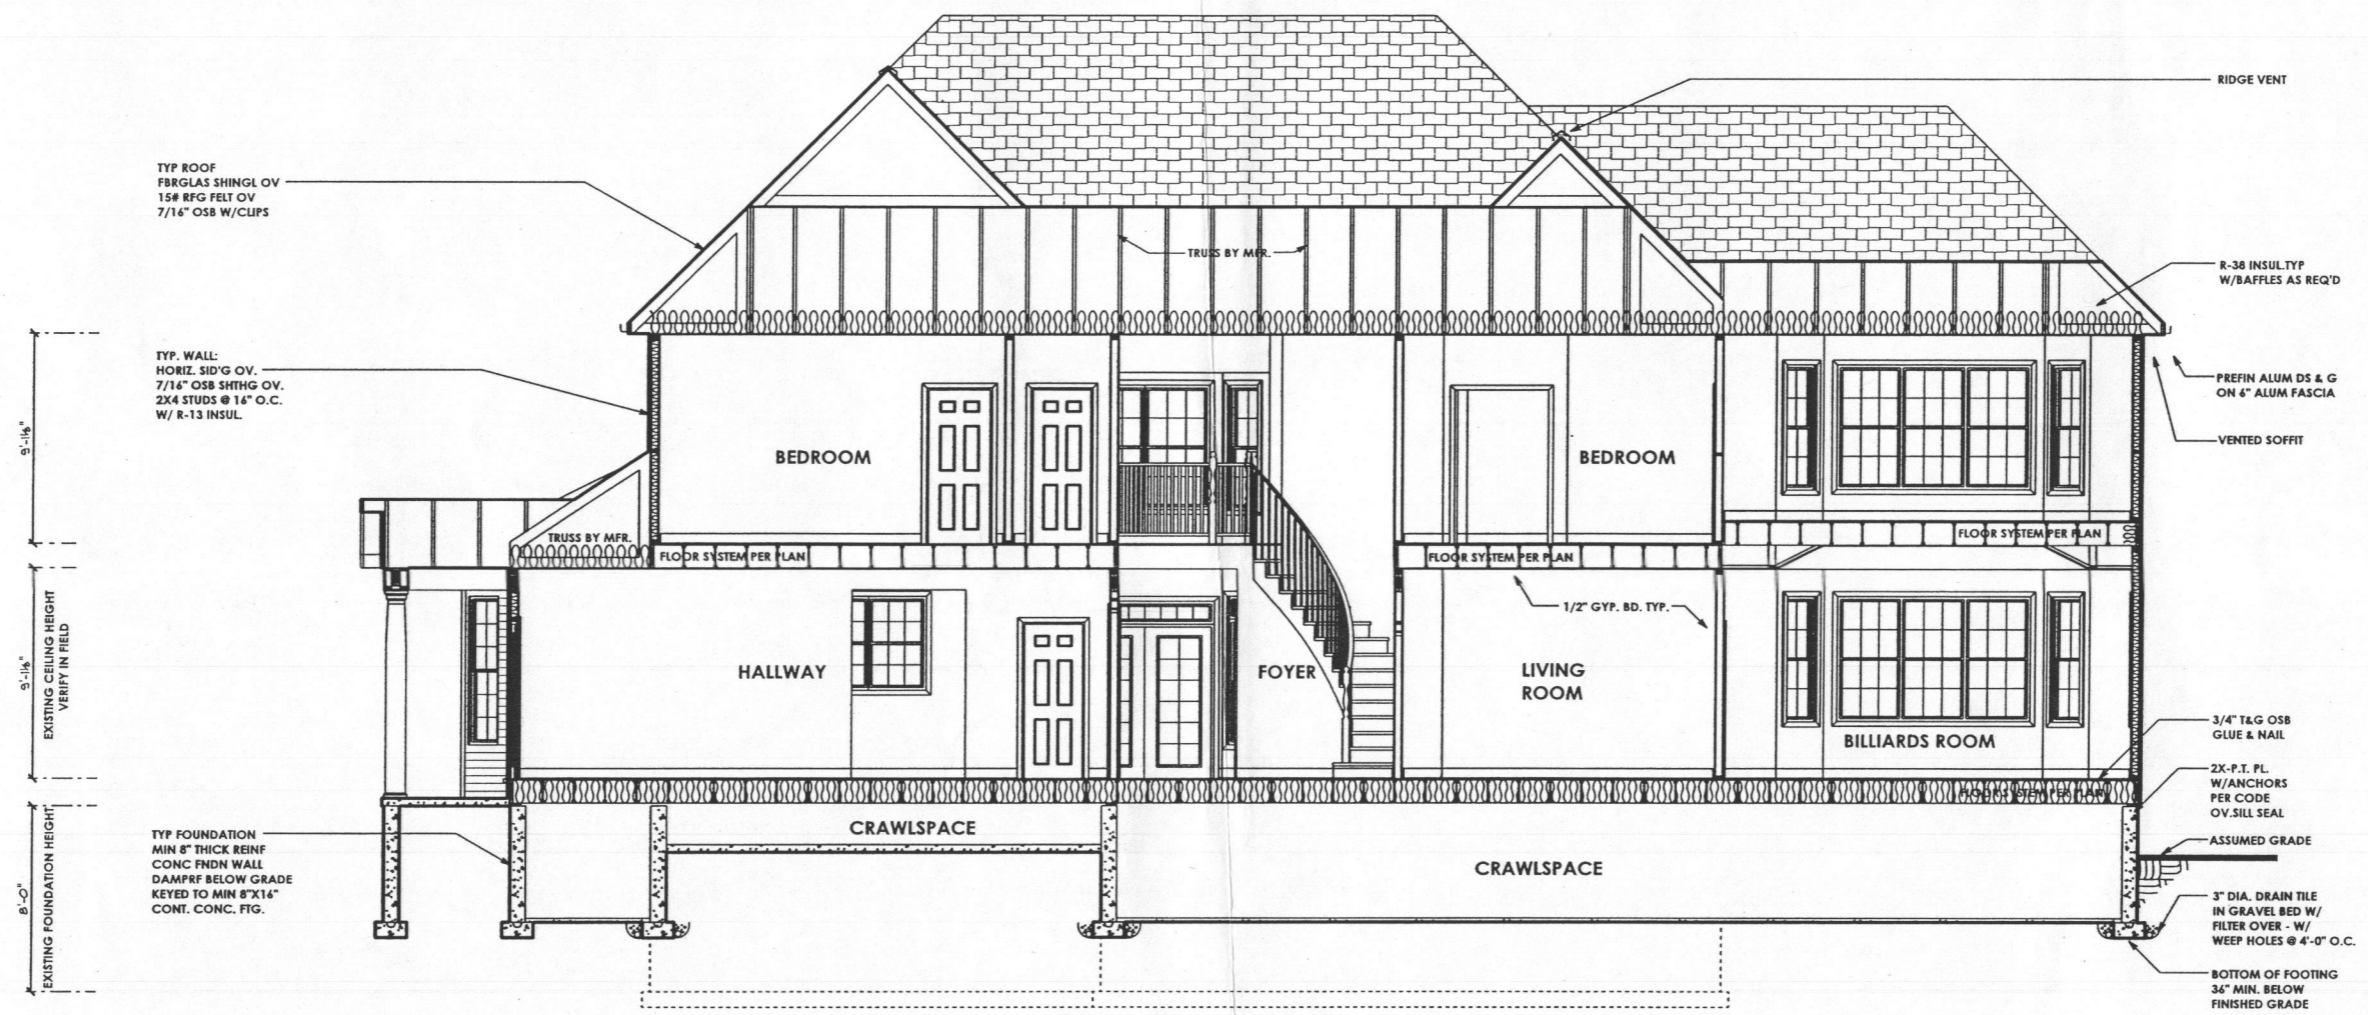 RIDGE VENT
TYP ROOF
FBRGLAS SHINGL OV
15# RFG FELT OV
7/16" OSB W/CLIPS
TRUSS BY MFR.
R-38 INSUL.TYP
W/BAFFLES AS REQ'D
TYP. WALL:
HORIZ. SID'G OV.
7/16" OSB SHTHG OV.
2X4 STUDS @ 16" O.C.
W/ R-13 INSUL.
PREFIN ALUM DS & G
ON 6" ALUM FASCIA
VENTED SOFFIT
9'-1⅛"
BEDROOM
BEDROOM
TRUSS BY MFR.
FLOOR SYSTEM PER PLAN
FLOOR SYSTEM PER PLAN
FLOOR SYSTEM PER PLAN
1/2" GYP. BD. TYP.
9'-1⅛"
EXISTING CEILING HEIGHT
VERIFY IN FIELD
HALLWAY
FOYER
LIVING
ROOM
BILLIARDS ROOM
3/4" T&G OSB
GLUE & NAIL
FLOOR SYSTEM PER PLAN
2X-P.T. PL.
W/ANCHORS
PER CODE
OV.SILL SEAL
8'-0"
EXISTING FOUNDATION HEIGHT
TYP FOUNDATION
MIN 8" THICK REINF
CONC FNDN WALL
DAMPRF BELOW GRADE
KEYED TO MIN 8"X16"
CONT. CONC. FTG.
CRAWLSPACE
CRAWLSPACE
ASSUMED GRADE
3" DIA. DRAIN TILE
IN GRAVEL BED W/
FILTER OVER - W/
WEEP HOLES @ 4'-0" O.C.
BOTTOM OF FOOTING
36" MIN. BELOW
FINISHED GRADE